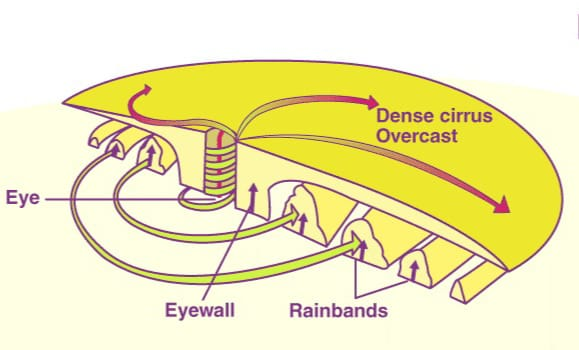 Dense cirrus
Overcast
Eye
Eyewall
Rainbands